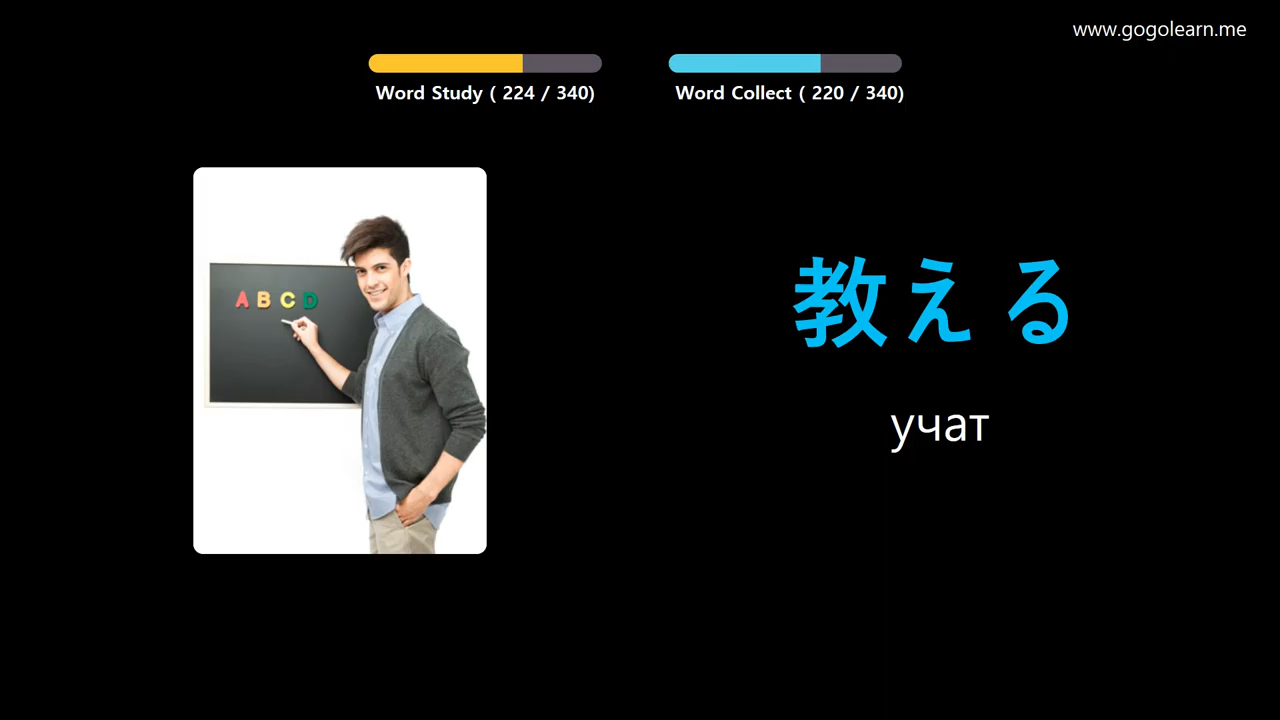 www.gogolearn.me
Word Study ( 224 / 340)
Word Collect ( 220 / 340)
A B C D
教える
учат